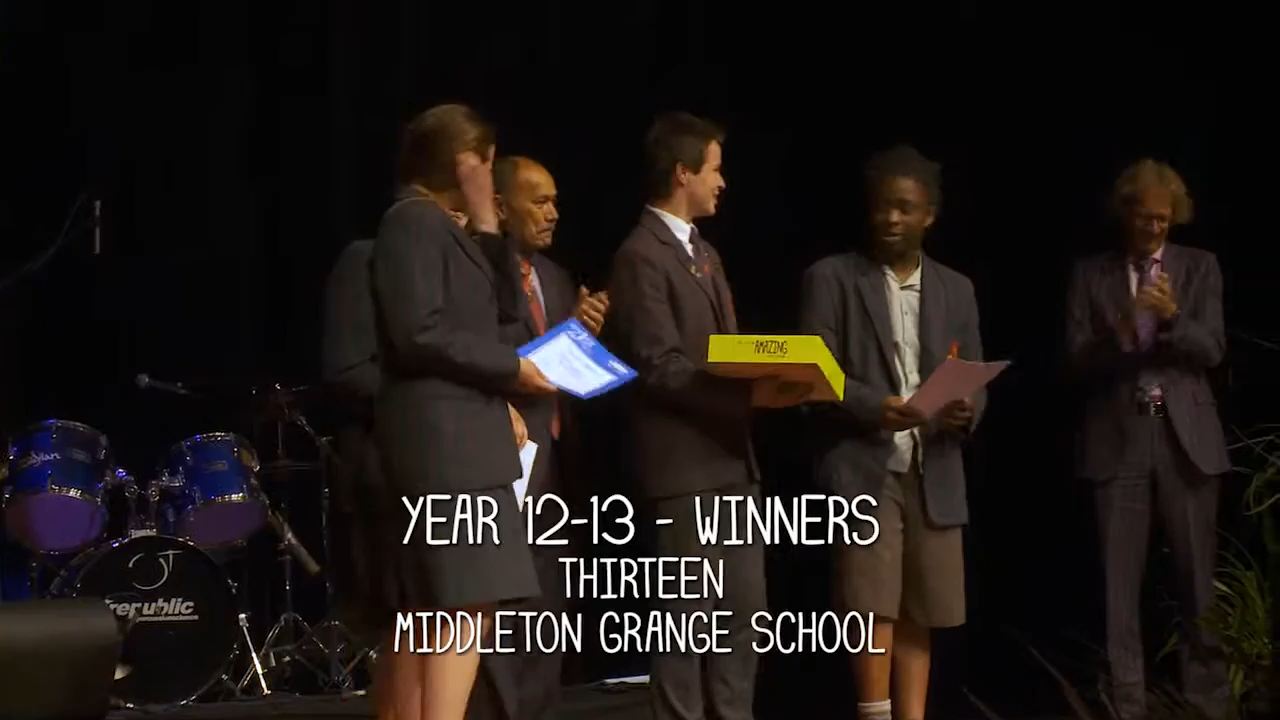 AMAZING
YEAR 12-13 - WINNERS
THIRTEEN
MIDDLETON GRANGE SCHOOL
republic